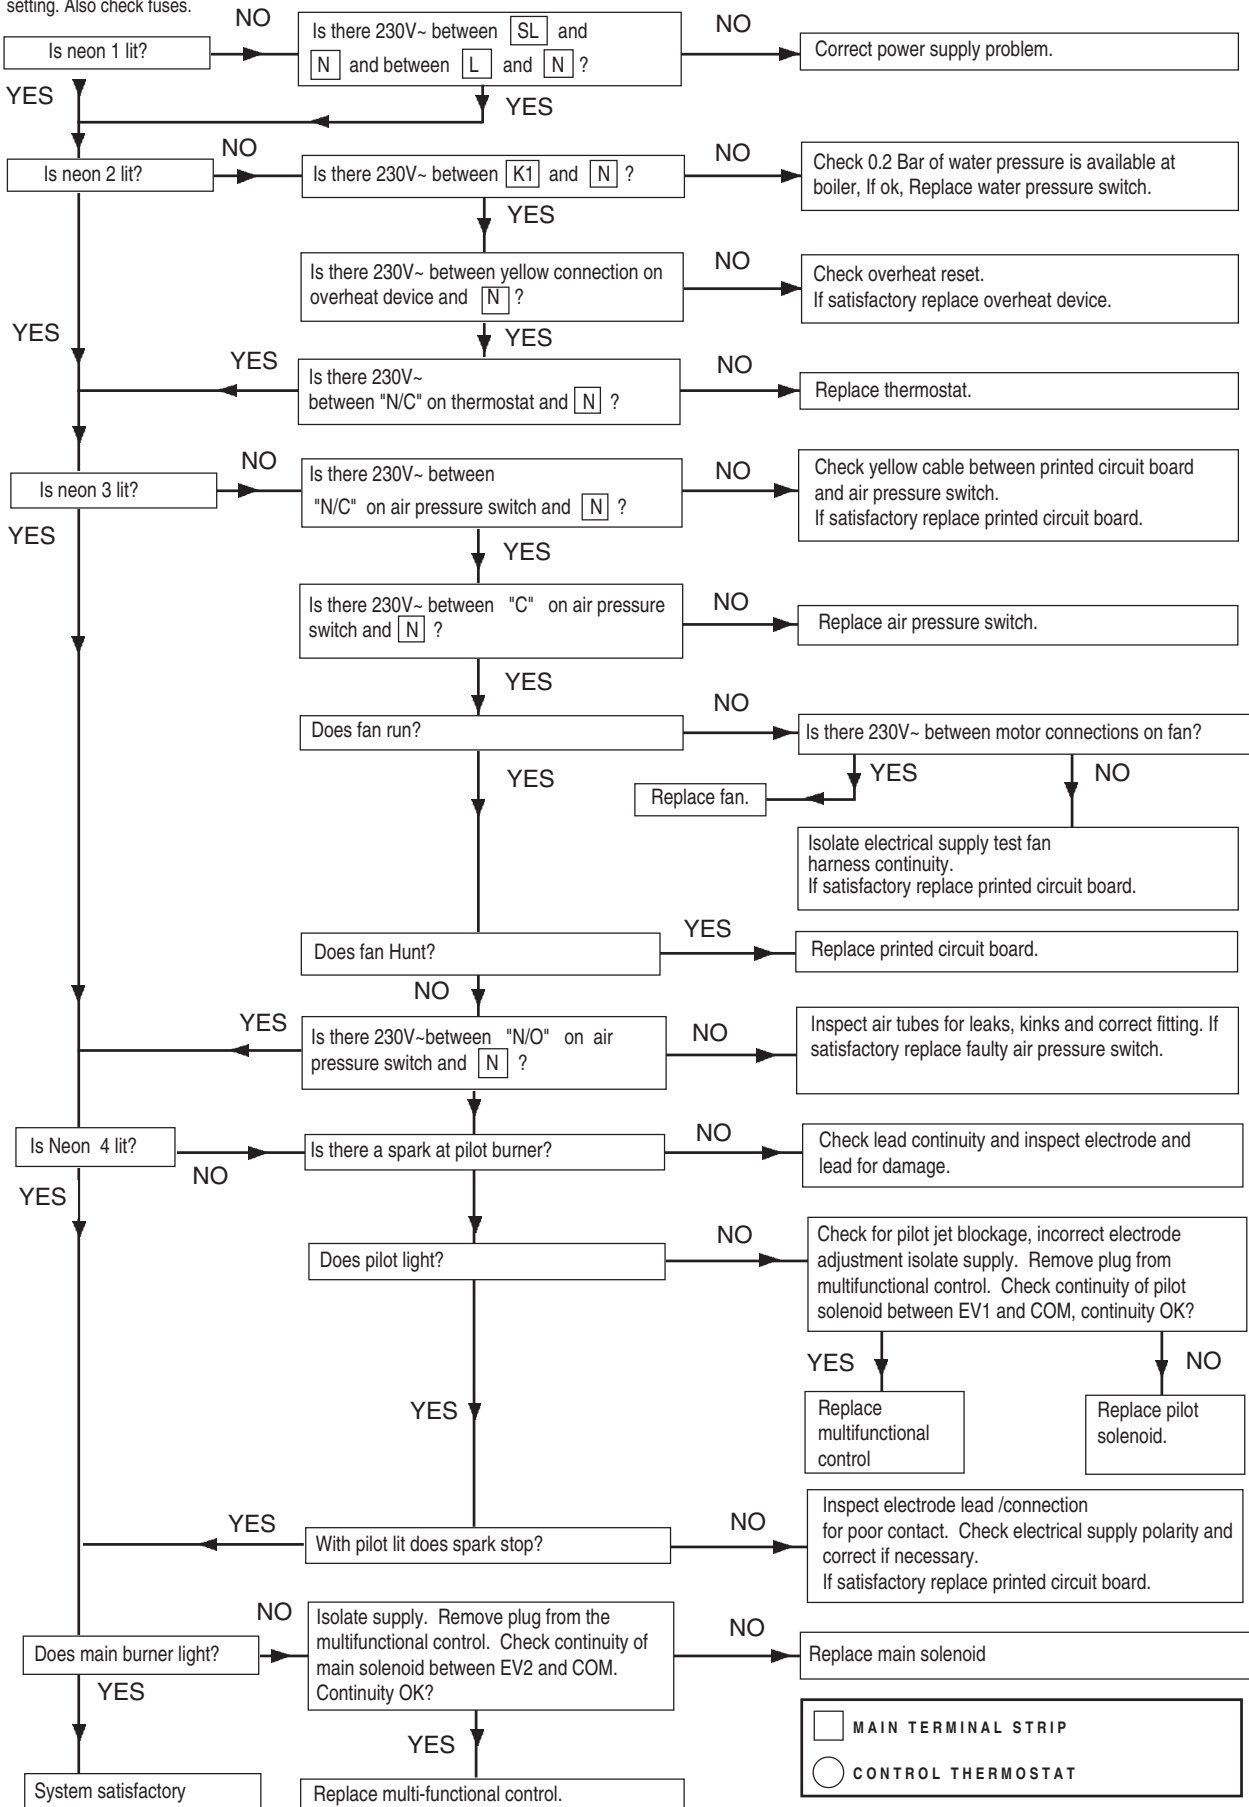 setting. Also check fuses.
Is neon 1 lit?
NO
Is there 230V~ between SL and
N and between L and N ?
NO
Correct power supply problem.
YES
YES
Is neon 2 lit?
NO
Is there 230V~ between K1 and N ?
NO
Check 0.2 Bar of water pressure is available at
boiler, If ok, Replace water pressure switch.
YES
Is there 230V~ between yellow connection on
overheat device and N ?
NO
Check overheat reset.
If satisfactory replace overheat device.
YES
YES
YES
Is there 230V~
between "N/C" on thermostat and N ?
NO
Replace thermostat.
Is neon 3 lit?
NO
Is there 230V~ between
"N/C" on air pressure switch and N ?
NO
Check yellow cable between printed circuit board
and air pressure switch.
If satisfactory replace printed circuit board.
YES
YES
Is there 230V~ between "C" on air pressure
switch and N ?
NO
Replace air pressure switch.
YES
Does fan run?
NO
Is there 230V~ between motor connections on fan?
YES
YES
NO
Replace fan.
Isolate electrical supply test fan
harness continuity.
If satisfactory replace printed circuit board.
Does fan Hunt?
YES
Replace printed circuit board.
NO
YES
Is there 230V~between "N/O" on air
pressure switch and N ?
NO
Inspect air tubes for leaks, kinks and correct fitting. If
satisfactory replace faulty air pressure switch.
Is Neon 4 lit?
NO
Is there a spark at pilot burner?
NO
Check lead continuity and inspect electrode and
lead for damage.
YES
Does pilot light?
NO
Check for pilot jet blockage, incorrect electrode
adjustment isolate supply. Remove plug from
multifunctional control. Check continuity of pilot
solenoid between EV1 and COM, continuity OK?
YES
NO
YES
Replace
multifunctional
control
Replace pilot
solenoid.
YES
With pilot lit does spark stop?
NO
Inspect electrode lead /connection
for poor contact. Check electrical supply polarity and
correct if necessary.
If satisfactory replace printed circuit board.
Does main burner light?
NO
Isolate supply. Remove plug from the
multifunctional control. Check continuity of
main solenoid between EV2 and COM.
Continuity OK?
NO
Replace main solenoid
YES
YES
MAIN TERMINAL STRIP
CONTROL THERMOSTAT
System satisfactory
Replace multi-functional control.